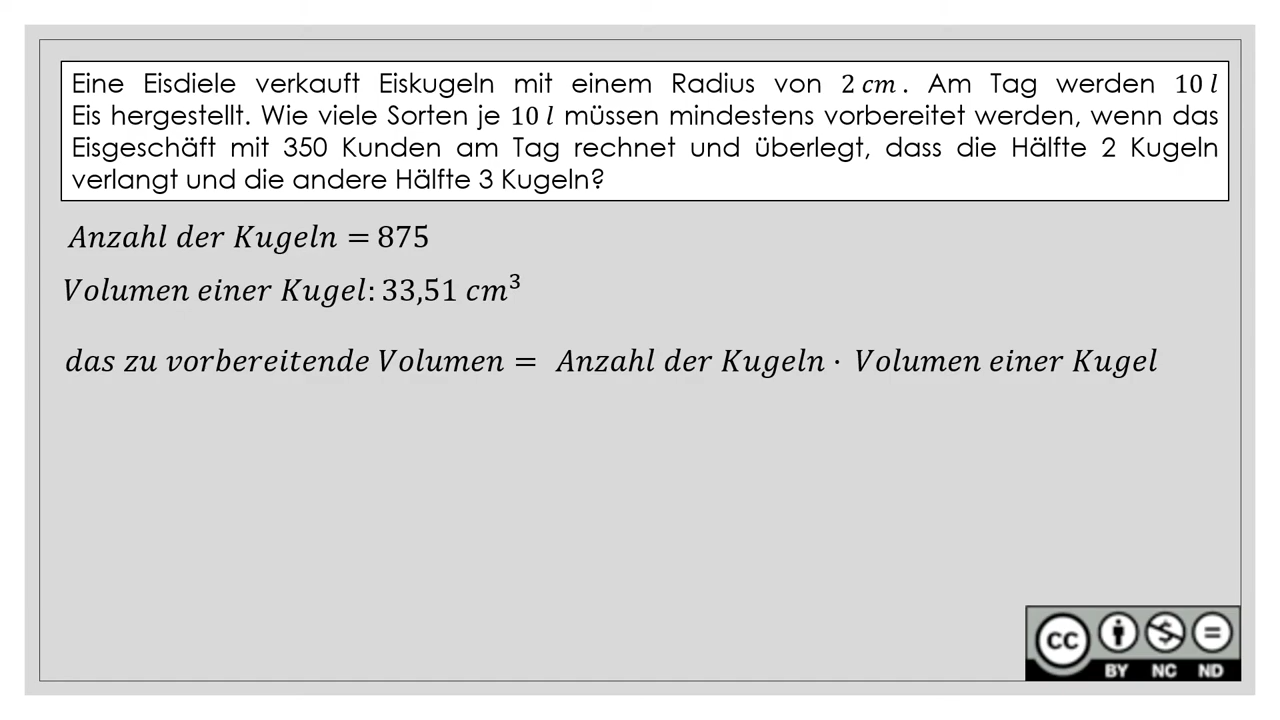 Eine Eisdiele verkauft Eiskugeln mit einem Radius von 2 cm. Am Tag werden 10 l
Eis hergestellt. Wie viele Sorten je 10 l müssen mindestens vorbereitet werden, wenn das
Eisgeschäft mit 350 Kunden am Tag rechnet und überlegt, dass die Hälfte 2 Kugeln
verlangt und die andere Hälfte 3 Kugeln?
Anzahl der Kugeln = 875
Volumen einer Kugel: 33,51 cm³
das zu vorbereitende Volumen = Anzahl der Kugeln · Volumen einer Kugel
CC
BY NC ND